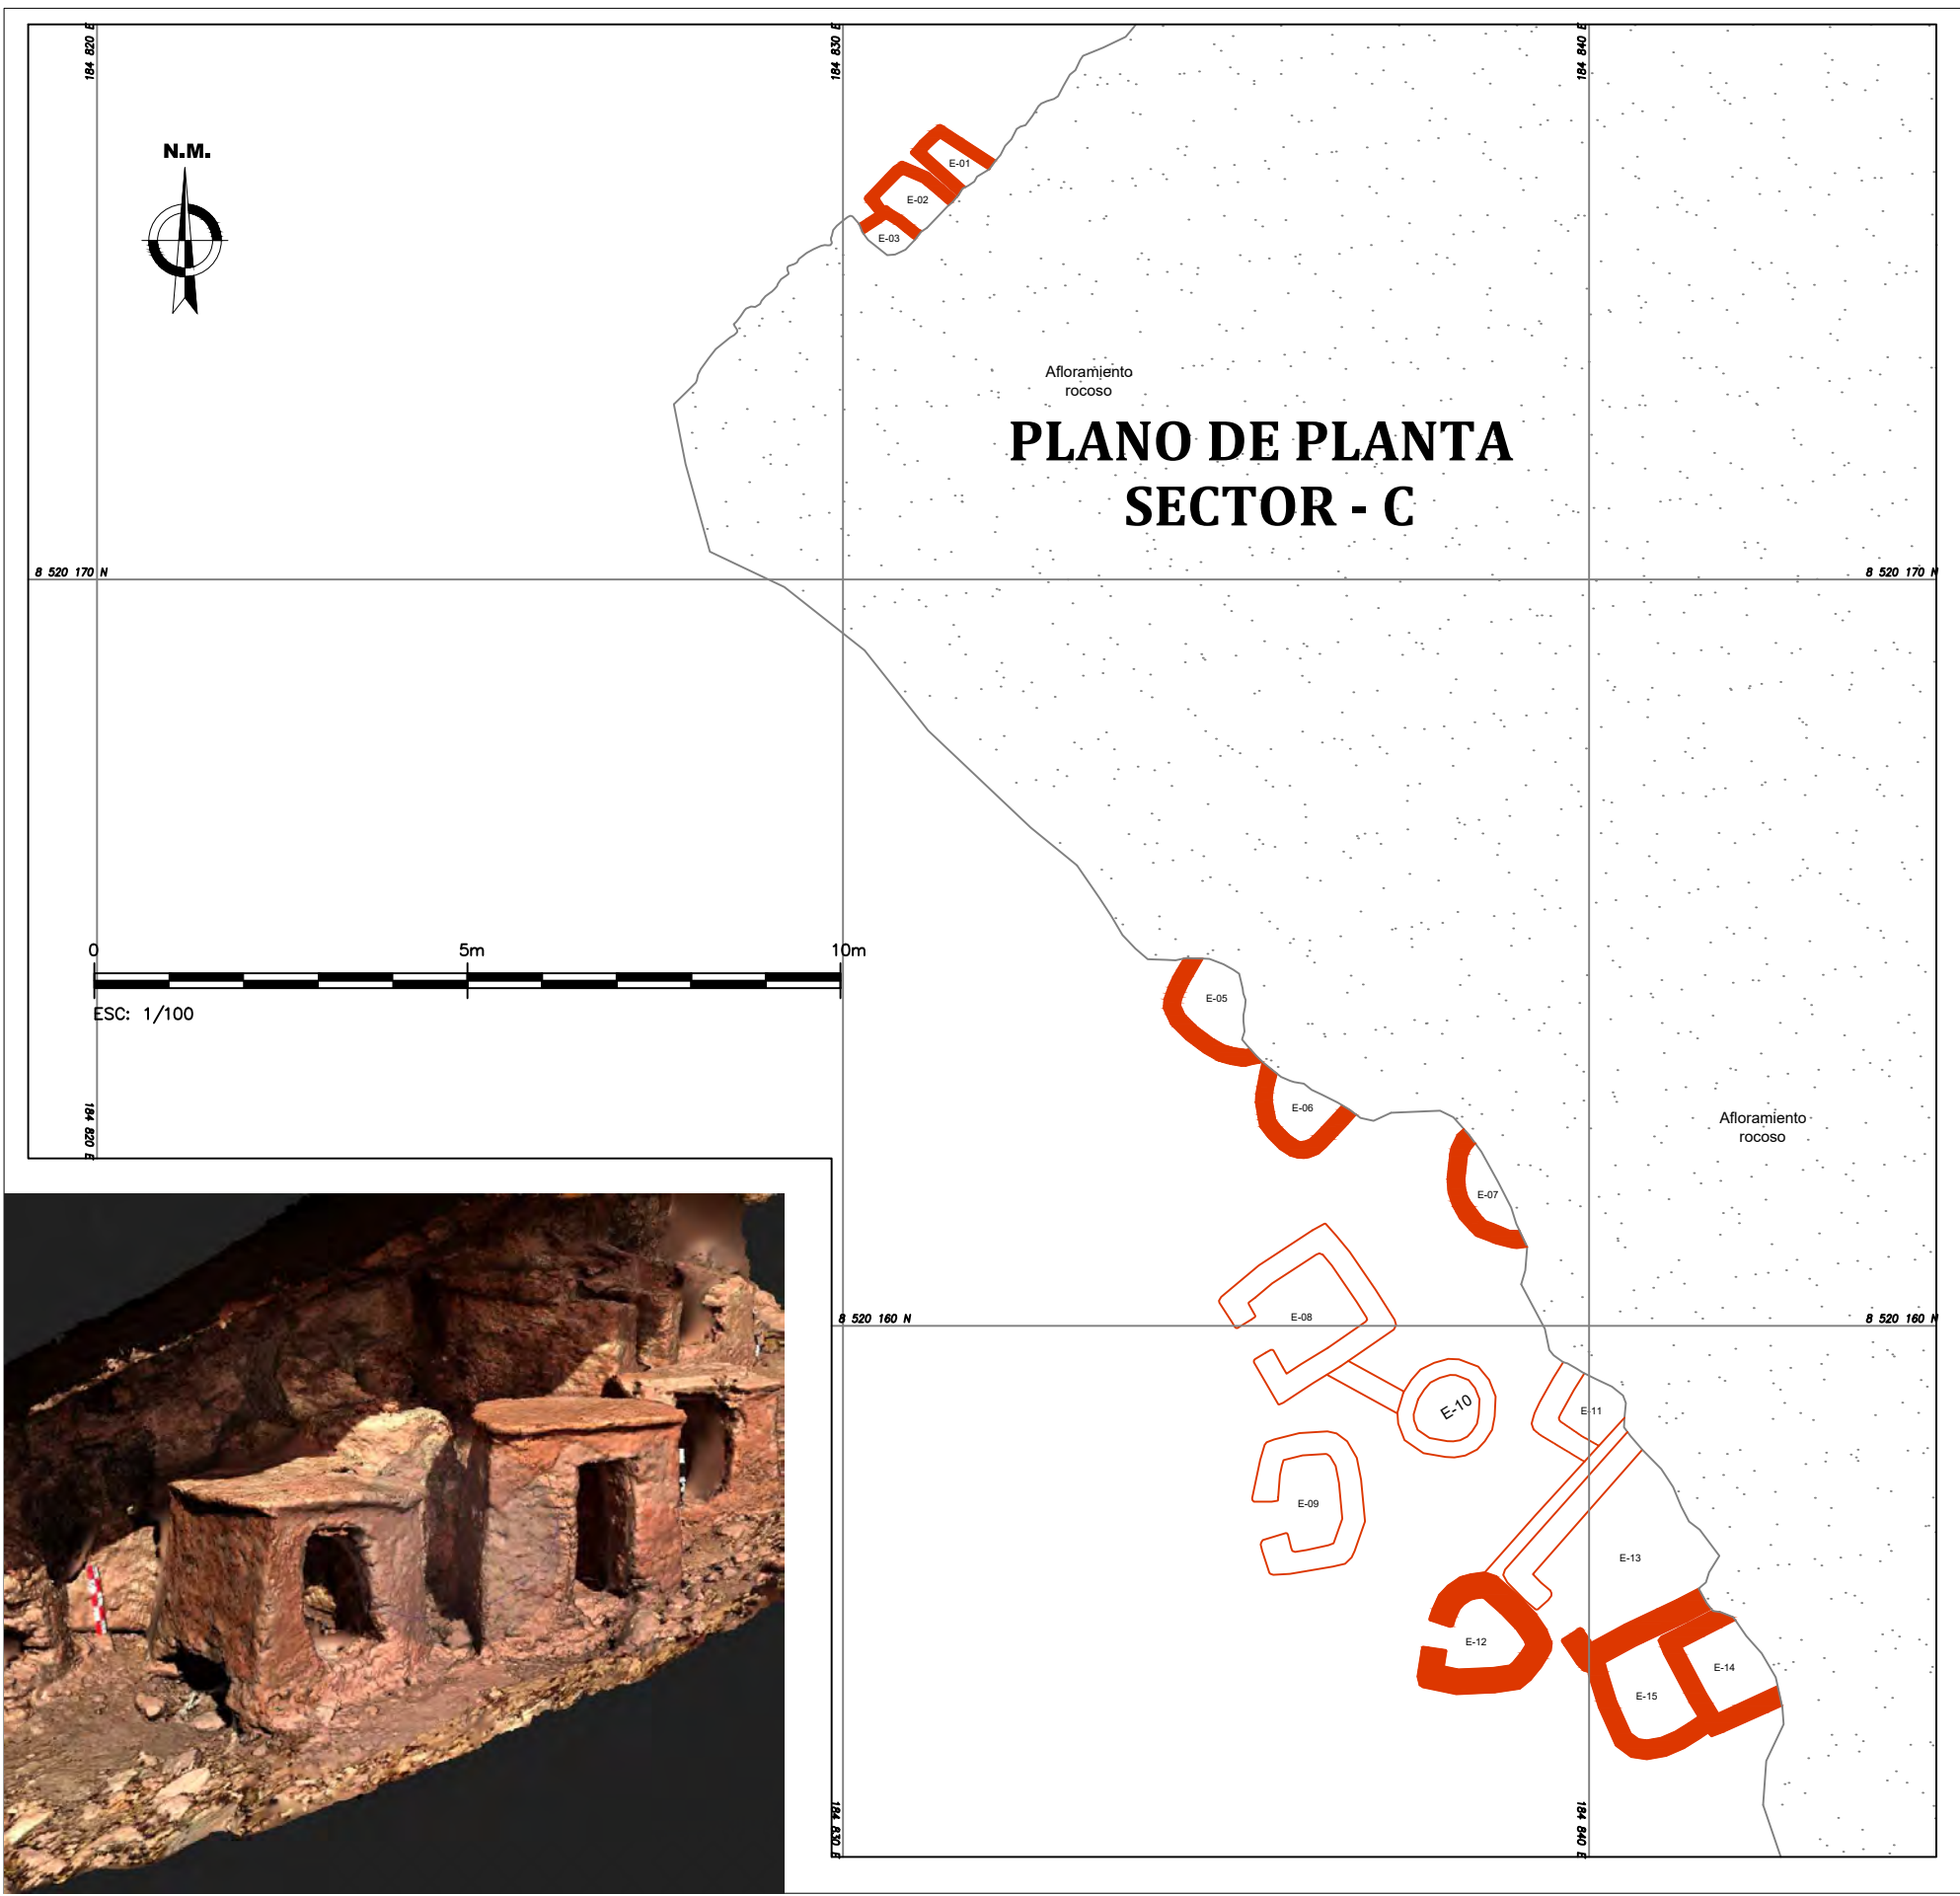 184 820 E
184 830 E
184 840 E
N.M.
E-01
E-02
E-03
Afloramiento
rocoso
PLANO DE PLANTA
SECTOR - C
8 520 170 N
8 520 170 N
0
5m
10m
ESC: 1/100
E-05
E-06
E-07
Afloramiento
rocoso
184 820 E
E-08
8 520 160 N
8 520 160 N
E-10
E-11
E-09
E-13
E-12
E-14
E-15
184 830 E
184 840 E